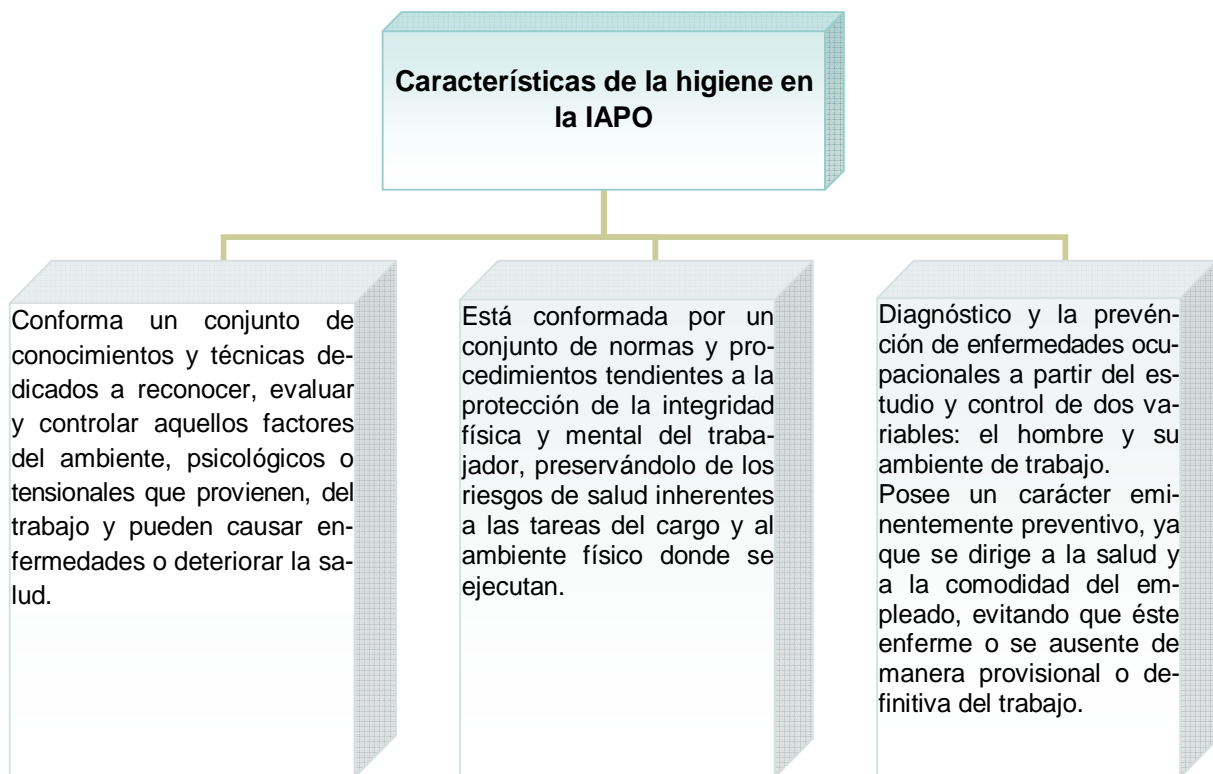 Características de la higiene en
la IAPO
Conforma un conjunto de
conocimientos y técnicas de-
dicados a reconocer, evaluar
y controlar aquellos factores
del ambiente, psicológicos o
tensionales que provienen, del
trabajo y pueden causar en-
fermedades o deteriorar la sa-
lud.
Está conformada por un
conjunto de normas y pro-
cedimientos tendientes a la
protección de la integridad
física y mental del traba-
jador, preservándolo de los
riesgos de salud inherentes
a las tareas del cargo y al
ambiente físico donde se
ejecutan.
Diagnóstico y la prevén-
ción de enfermedades ocu-
pacionales a partir del es-
tudio y control de dos va-
riables: el hombre y su
ambiente de trabajo.
Posee un carácter emi-
nentemente preventivo, ya
que se dirige a la salud y
a la comodidad del em-
pleado, evitando que éste
enferme o se ausente de
manera provisional o de-
finitiva del trabajo.